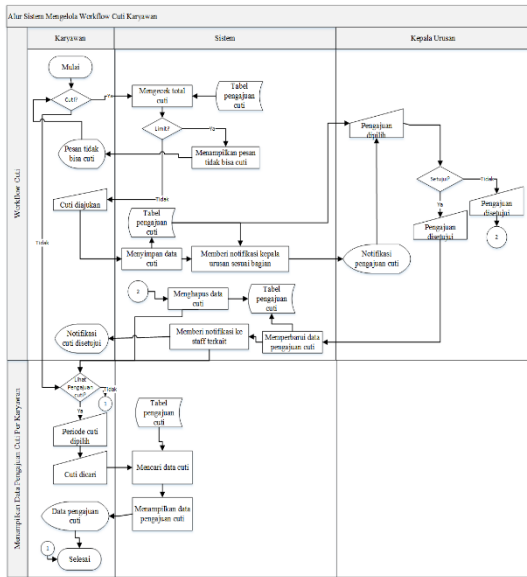 Alur Sistem Mengelola Workflow Cuti Karyawan
Karyawan
Sistem
Kepala Urusan
Workflow Cuti
Mulai
Cuti?
Ya
Mengecek total
cuti
Tabel
pengajuan
cuti
Limit?
Ya
Pesan tidak
bisa cuti
Menampilkan pesan
tidak bisa cuti
Pengajuan
dipilih
Setujui?
Tidak
Ya
Pengajuan
disetujui
2
Pengajuan
disetujui
Tidak
Cuti diajukan
Tabel
pengajuan
cuti
Tidak
Menyimpan data
cuti
Memberi notifikasi kepala
urusan sesuai bagian
Notifikasi
pengajuan cuti
2
Menghapus data
cuti
Tabel
pengajuan
cuti
Notifikasi
cuti disetujui
Memberi notifikasi ke
staff terkait
Memperbarui data
pengajuan cuti
Menampilkan Data Pengajuan Cuti Per Karyawan
Lihat
Pengajuan
cuti?
Tidak
1
Ya
Periode cuti
dipilih
Tabel
pengajuan
cuti
Cuti dicari
Mencari data cuti
Data pengajuan
cuti
Menampilkan data
pengajuan cuti
1
Selesai